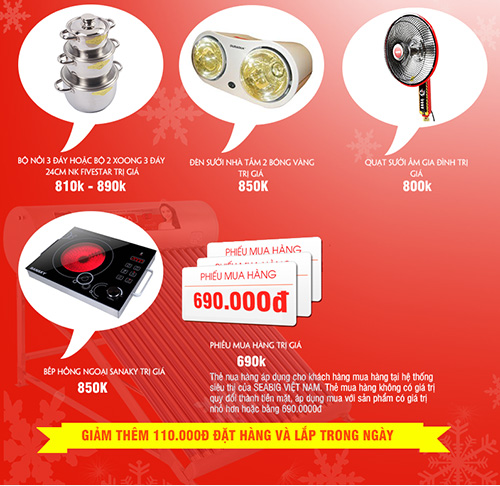 BỘ NỒI 3 ĐÁY HOẶC BỘ 2 XOONG 3 ĐÁY
24CM NK FIVESTAR TRỊ GIÁ
810k - 890k
ĐÈN SƯỞI NHÀ TẮM 2 BÓNG VÀNG
TRỊ GIÁ
850K
QUẠT SƯỞI ẤM GIA ĐÌNH TRỊ
GIÁ
800k
SANAKY
BẾP HỒNG NGOẠI SANAKY TRỊ GIÁ
850K
PHIẾU MUA HÀNG
PHIẾU MUA HÀNG
PHIẾU MUA HÀNG
690.000đ
PHIẾU MUA HÀNG TRỊ GIÁ
690k
Thẻ mua hàng áp dụng cho khách hàng mua hàng tại hệ thống
siêu thị của SEABIG VIỆT NAM. Thẻ mua hàng không có giá trị
quy đổi thành tiền mặt, áp dụng mua với sản phẩm có giá trị
nhỏ hơn hoặc bằng 690.0000đ
GIẢM THÊM 110.000Đ ĐẶT HÀNG VÀ LẮP TRONG NGÀY